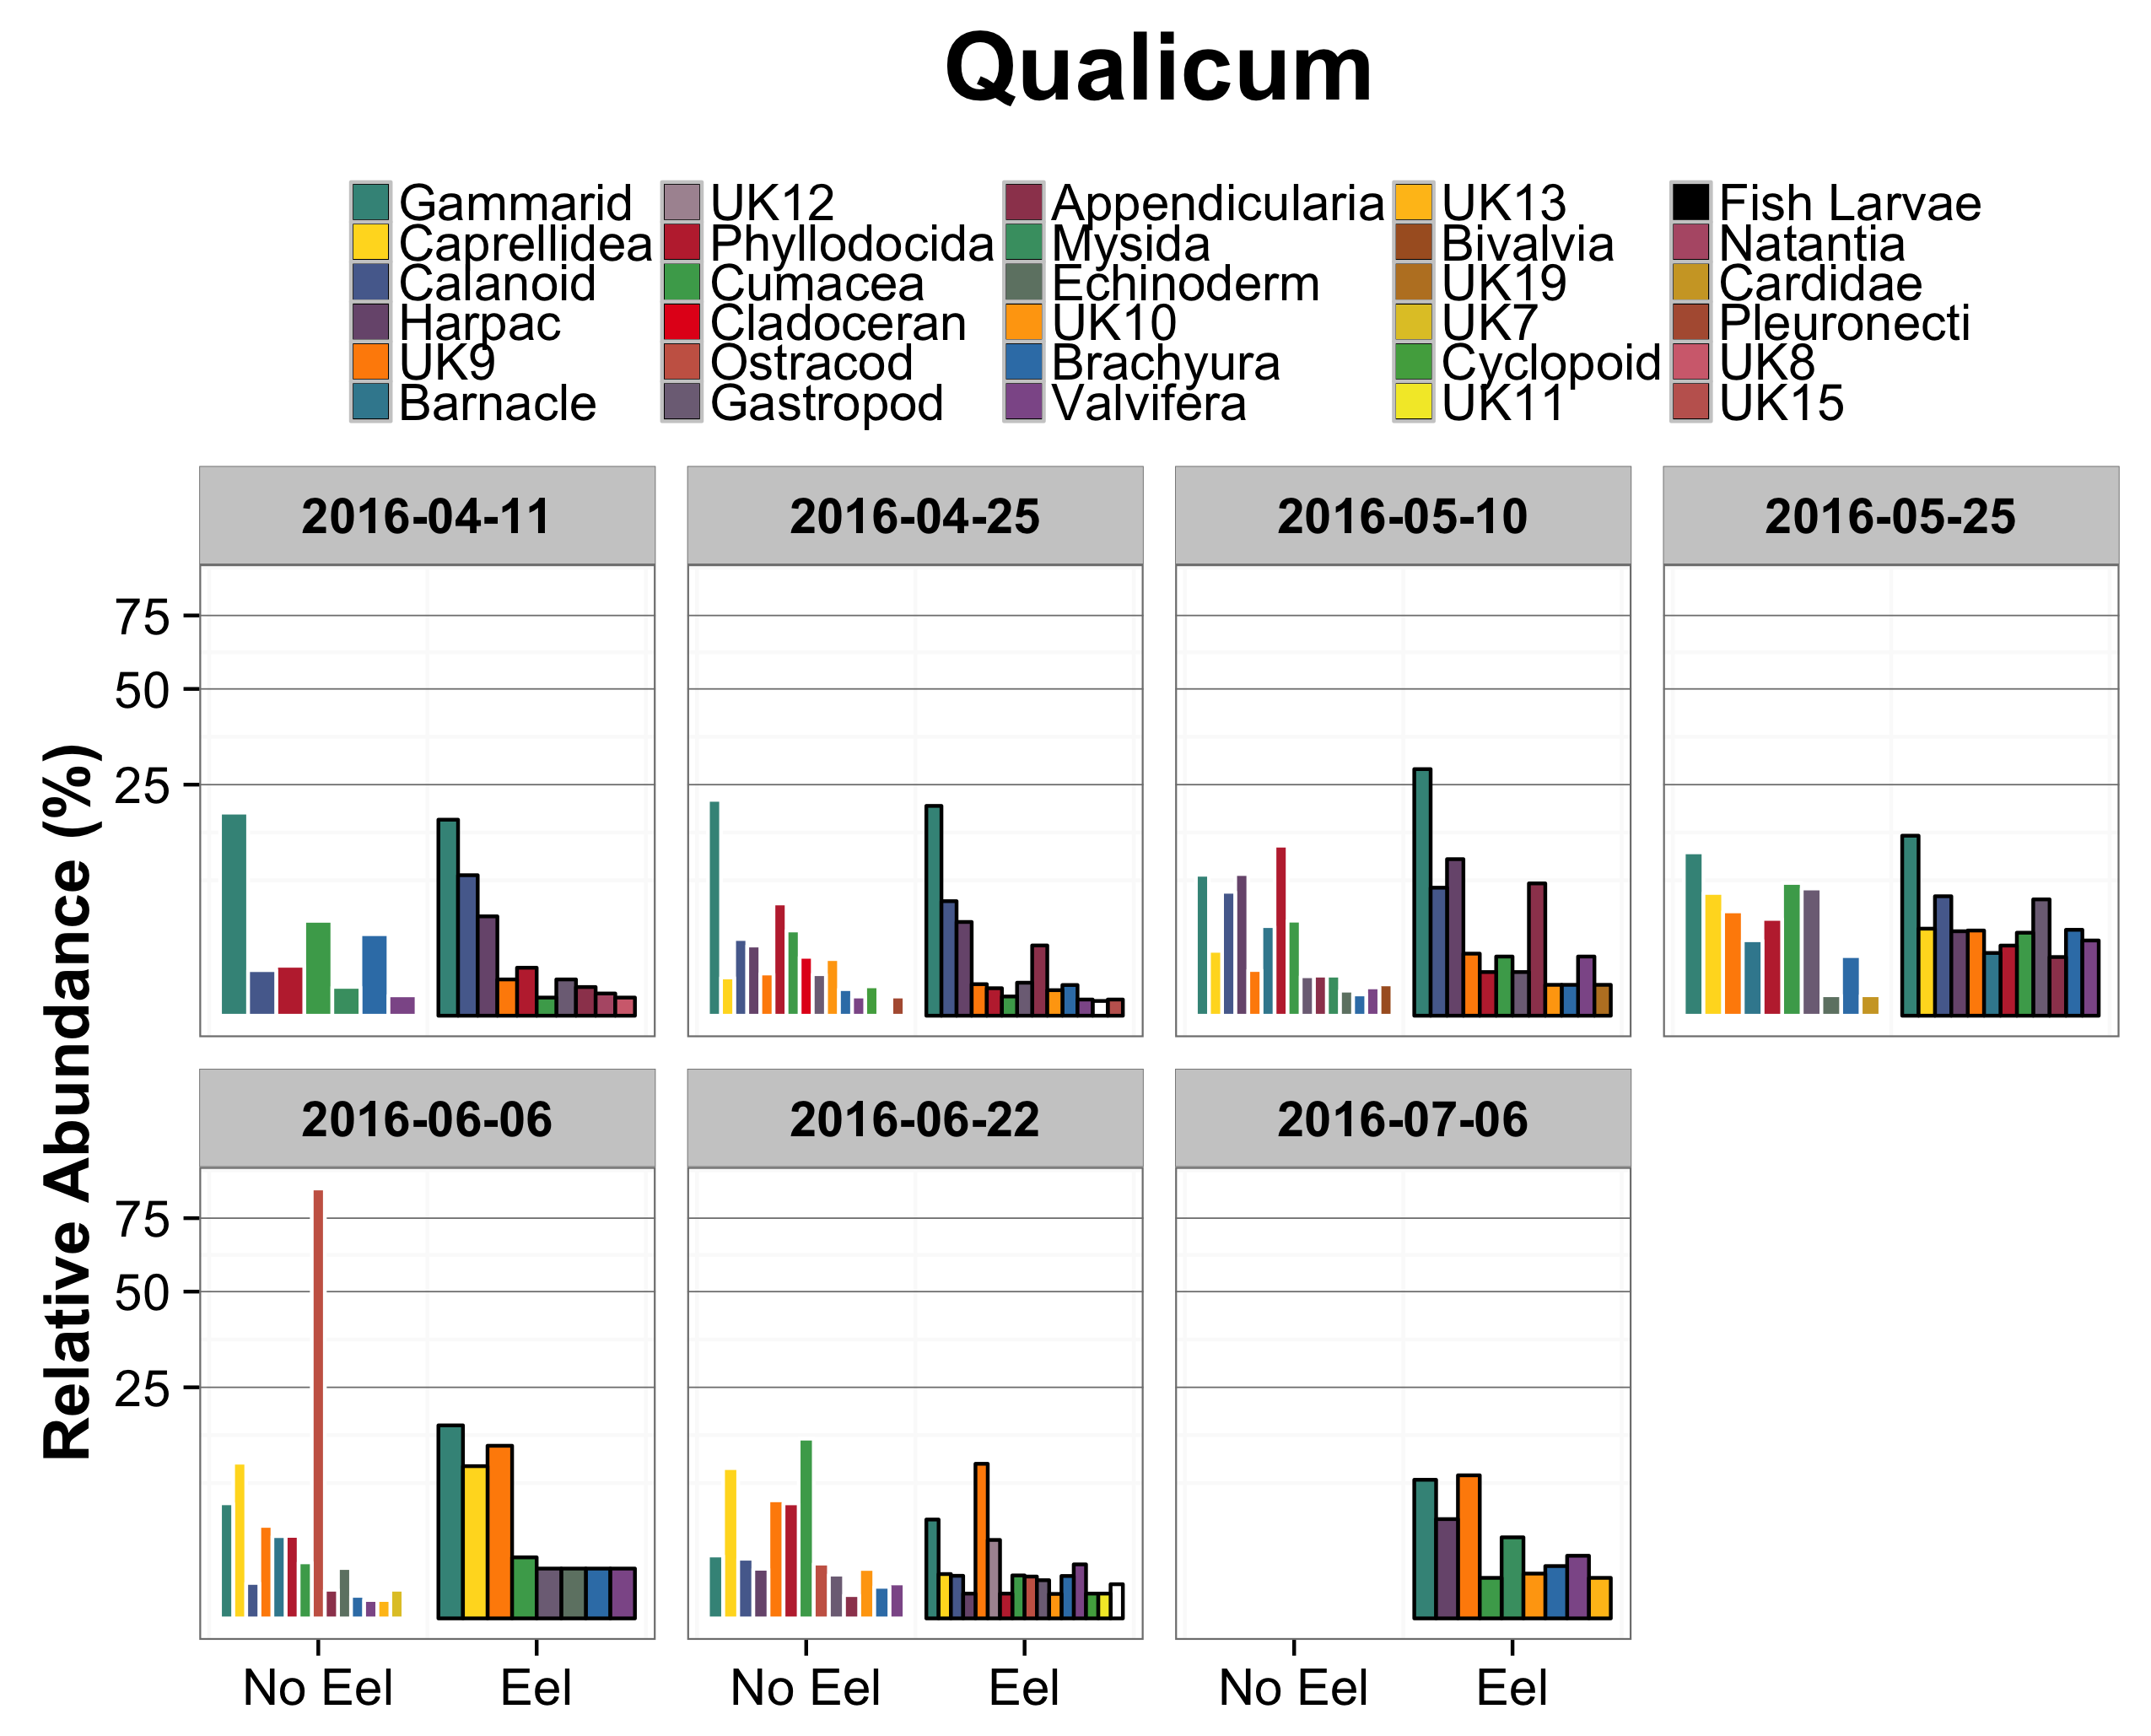 Qualicum
Gammarid UK12 Appendicularia UK13 Fish Larvae
Caprellidea Phyllodocida Mysida Bivalvia Natantia
Calanoid Cumacea Echinoderm UK19 Cardidae
Harpac Cladoceran UK10 UK7 Pleuronecti
UK9 Ostracod Brachyura Cyclopoid UK8
Barnacle Gastropod Valvifera UK11 UK15
2016-04-11 2016-04-25 2016-05-10 2016-05-25
75
50
25
Relative Abundance (%)
2016-06-06 2016-06-22 2016-07-06
75
50
25
No Eel Eel No Eel Eel No Eel Eel